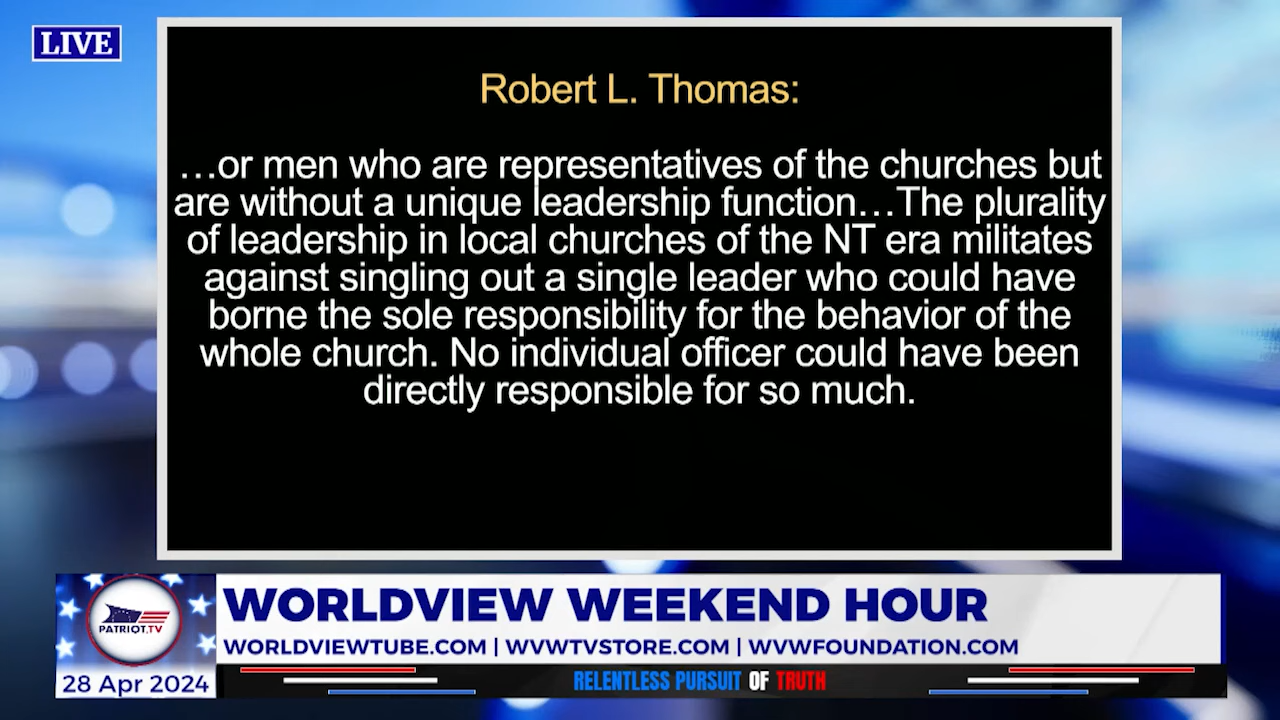 LIVE
Robert L. Thomas:
…or men who are representatives of the churches but
are without a unique leadership function…The plurality
of leadership in local churches of the NT era militates
against singling out a single leader who could have
borne the sole responsibility for the behavior of the
whole church. No individual officer could have been
directly responsible for so much.
WORLDVIEW WEEKEND HOUR
PATRIOT.TV
WORLDVIEWTUBE.COM | WVWTVSTORE.COM | WVWFOUNDATION.COM
28 Apr 2024
RELENTLESS PURSUIT OF TRUTH